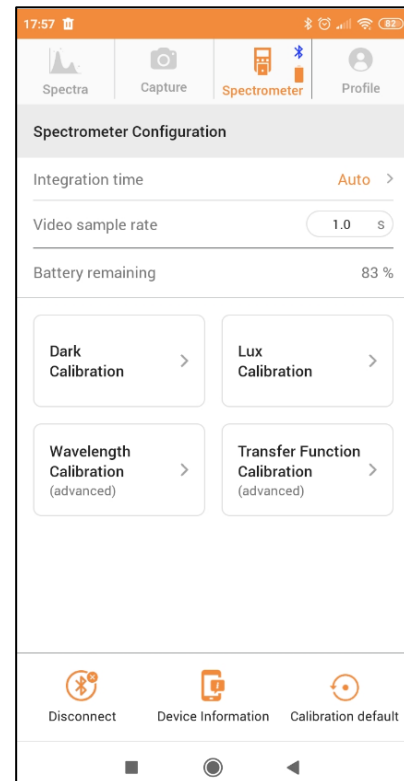 17:57 82
Spectra Capture Spectrometer Profile
Spectrometer Configuration
Integration time Auto
Video sample rate 1.0 s
Battery remaining 83 %
Dark
Calibration
Lux
Calibration
Wavelength
Calibration
(advanced)
Transfer Function
Calibration
(advanced)
Disconnect Device Information Calibration default